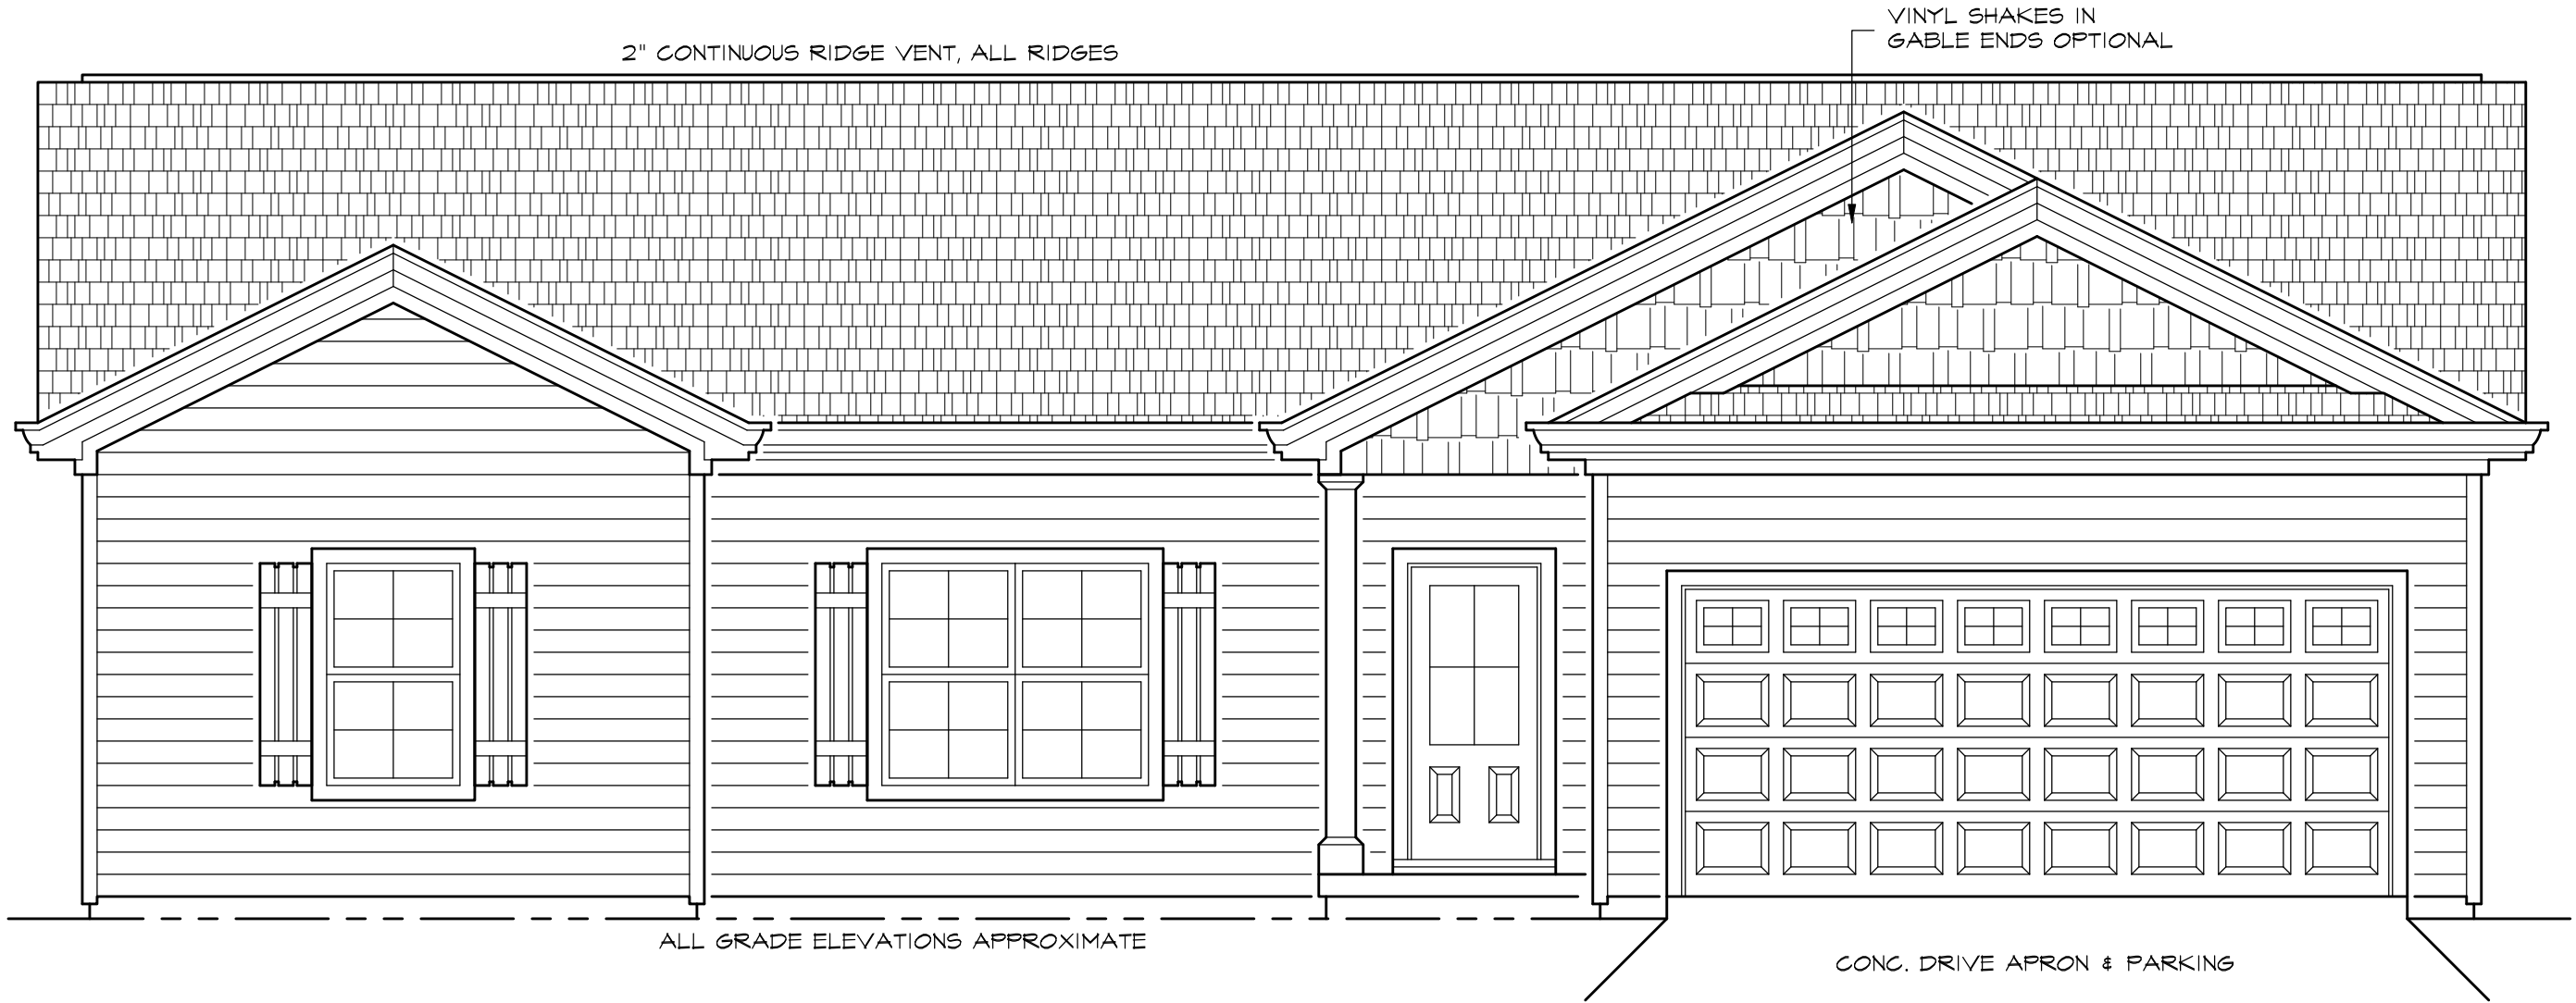 VINYL SHAKES IN
GABLE ENDS OPTIONAL
2" CONTINUOUS RIDGE VENT, ALL RIDGES
ALL GRADE ELEVATIONS APPROXIMATE
CONC. DRIVE APRON & PARKING